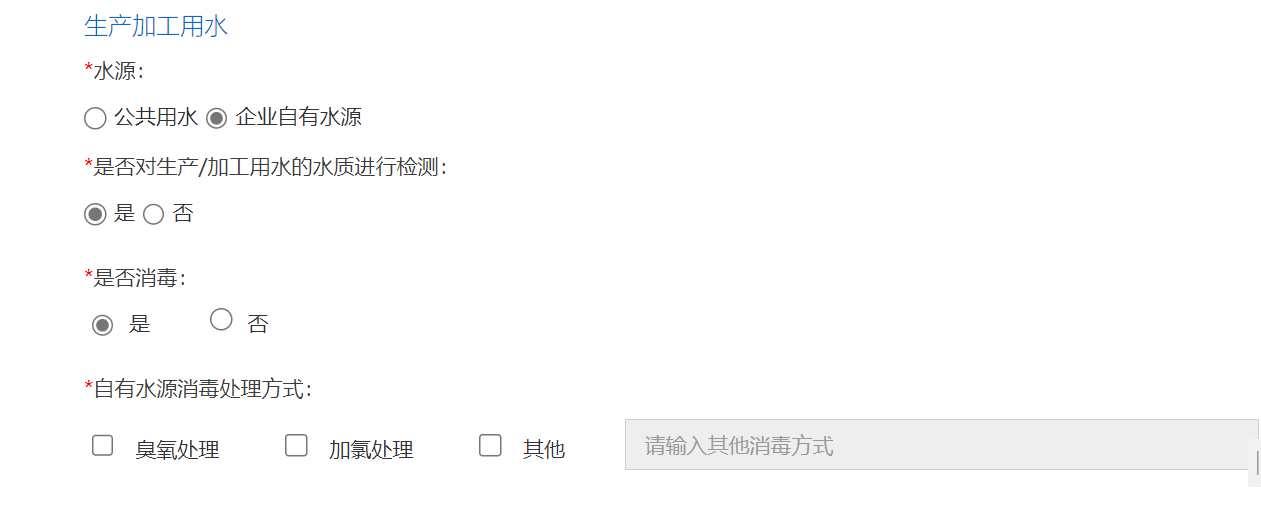 生产加工用水
*水源：
公共用水 企业自有水源
*是否对生产/加工用水的水质进行检测：
是 否
*是否消毒：
是 否
*自有水源消毒处理方式：
臭氧处理 加氯处理 其他 请输入其他消毒方式